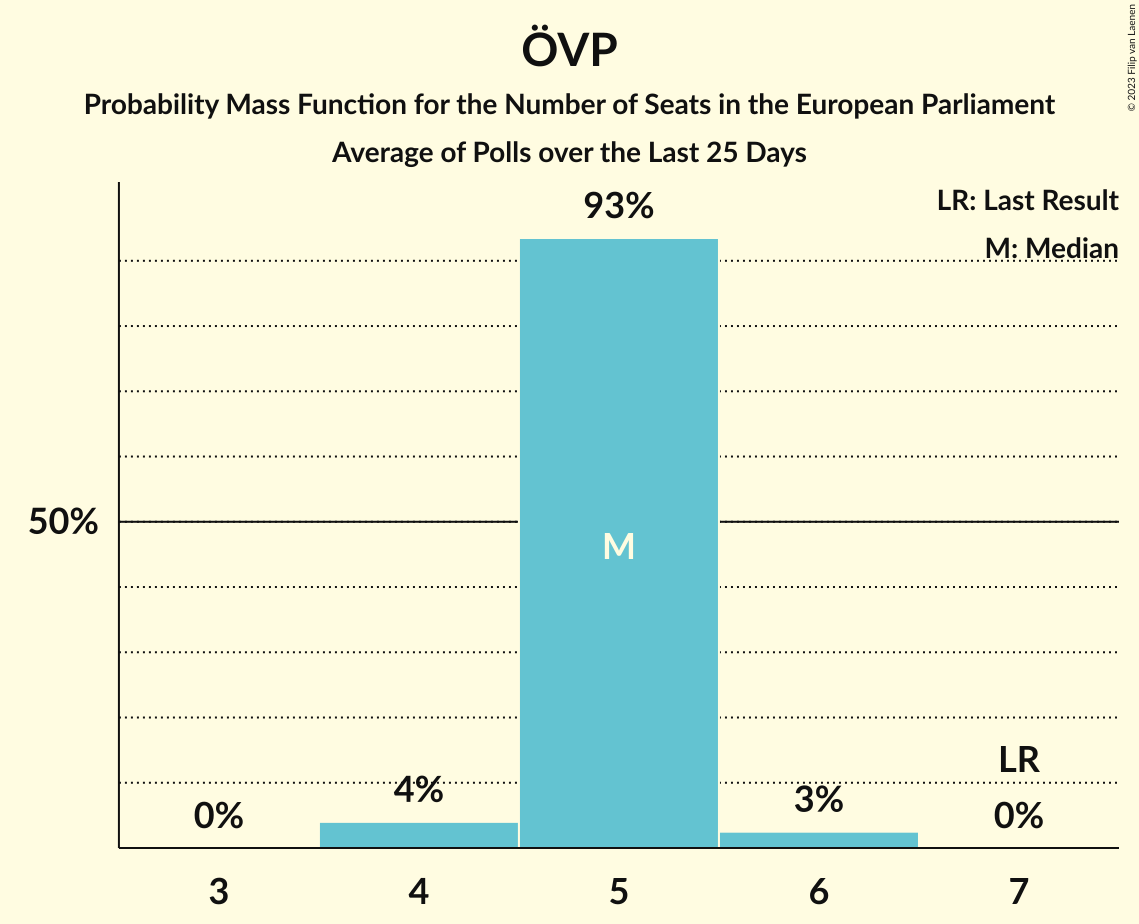 ÖVP
Probability Mass Function for the Number of Seats in the European Parliament
Average of Polls over the Last 25 Days
© 2023 Filip van Laenen
LR: Last Result
M: Median
93%
50%
M
LR
0%
4%
3%
0%
3
4
5
6
7